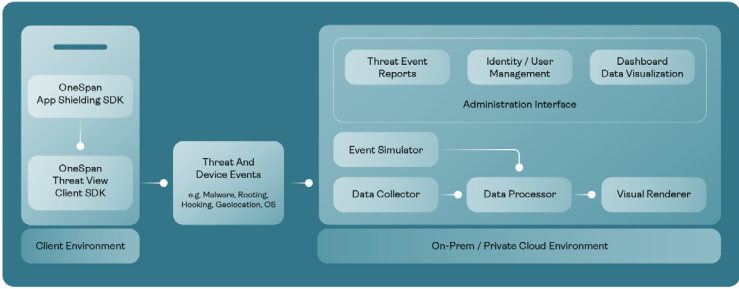 OneSpan
App Shielding SDK
OneSpan
Threat View
Client SDK
Client Environment
Threat And
Device Events
e.g. Malware, Rooting,
Hooking, Geolocation, OS
Threat Event
Reports
Identity / User
Management
Dashboard
Data Visualization
Administration Interface
Event Simulator
Data Collector
Data Processor
Visual Renderer
On-Prem / Private Cloud Environment